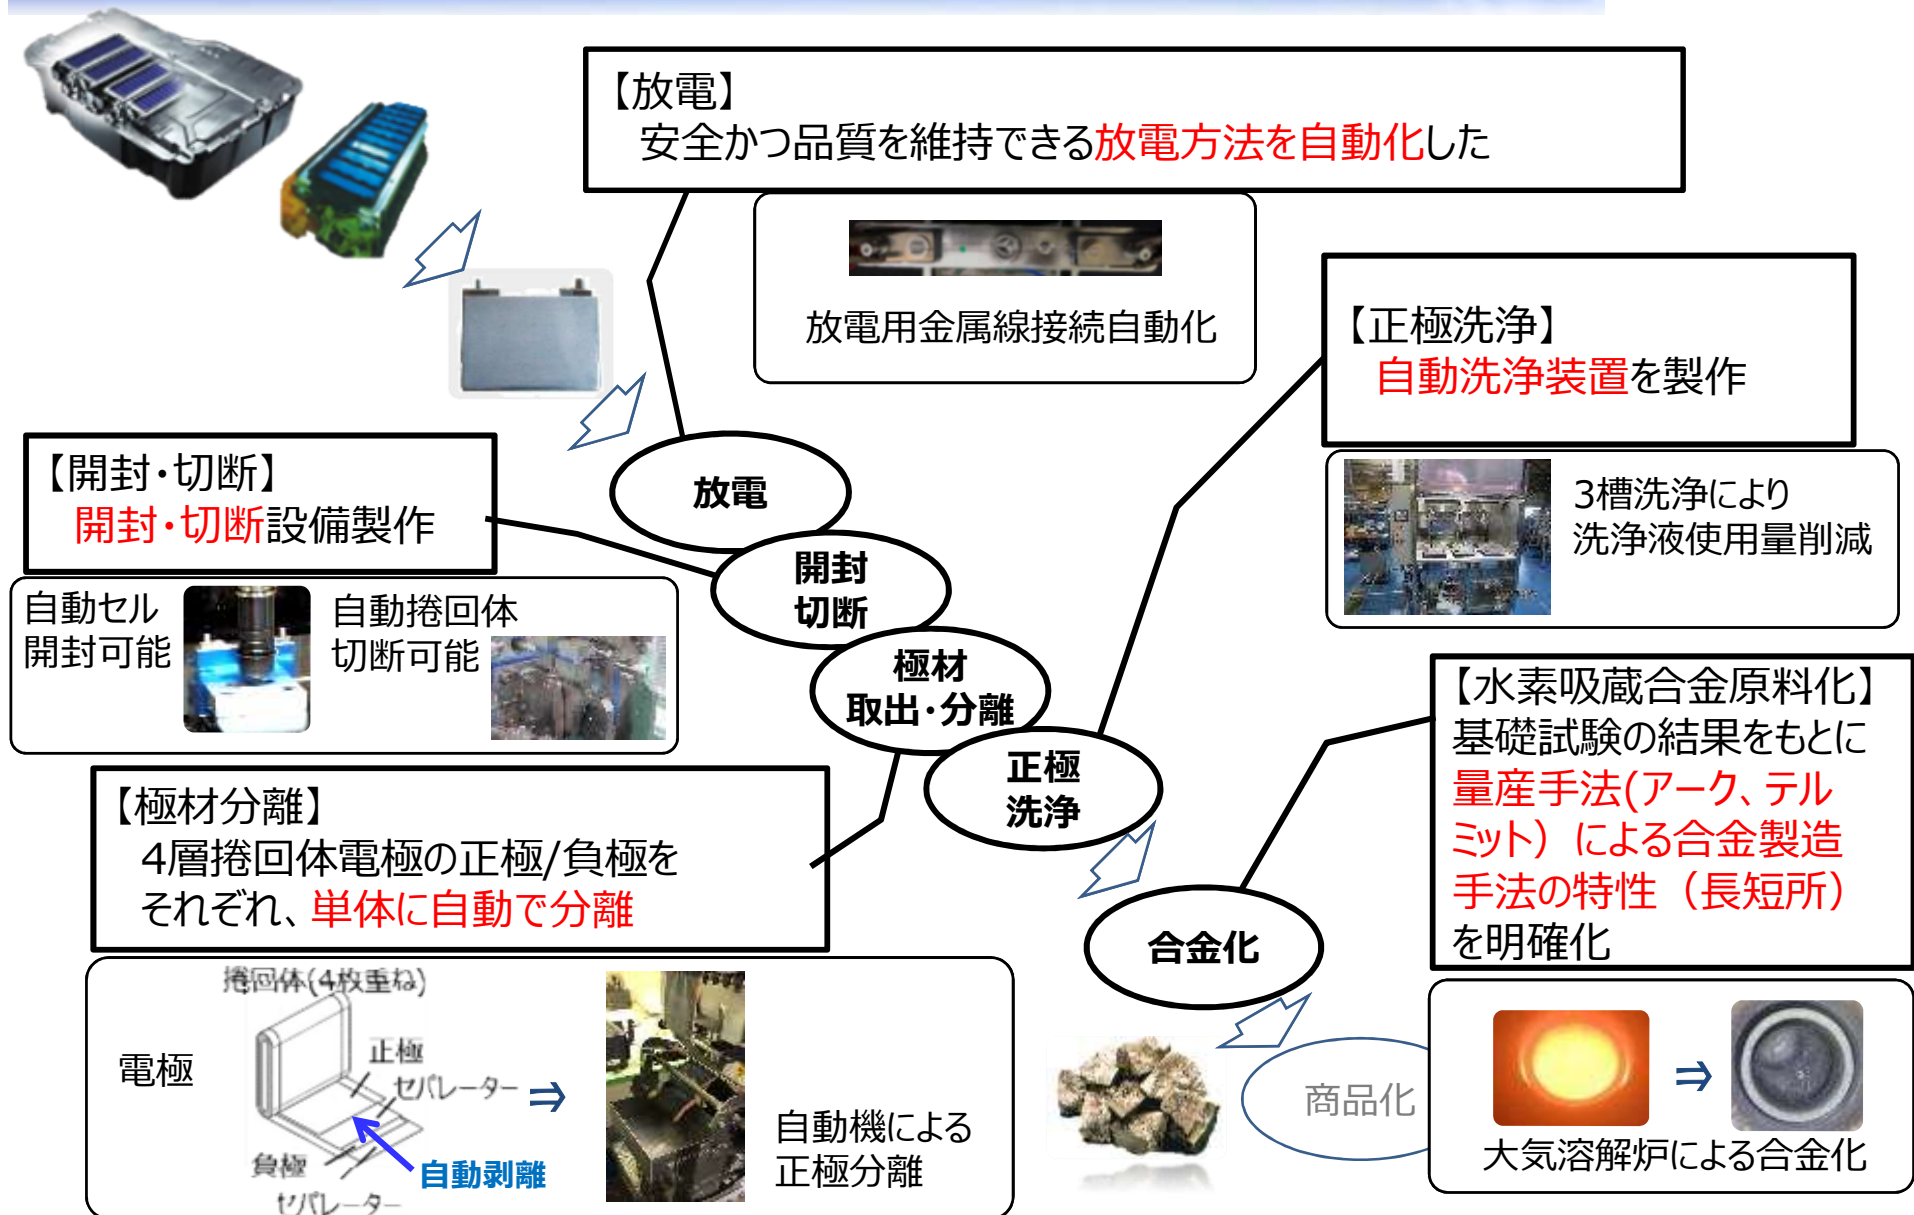 【放電】
安全かつ品質を維持できる放電方法を自動化した
放電用金属線接続自動化
【正極洗浄】
自動洗浄装置を製作
3槽洗浄により
洗浄液使用量削減
【開封・切断】
開封・切断設備製作
自動セル
開封可能
自動捲回体
切断可能
放電
開封
切断
極材
取出・分離
正極
洗浄
合金化
商品化
【水素吸蔵合金原料化】
基礎試験の結果をもとに
量産手法(アーク、テル
ミット）による合金製造
手法の特性（長短所）
を明確化
大気溶解炉による合金化
【極材分離】
4層捲回体電極の正極/負極を
それぞれ、単体に自動で分離
捲回体(4枚重ね)
電極
正極
セパレーター
負極
セパレーター
自動剥離
⇒
自動機による
正極分離
⇒